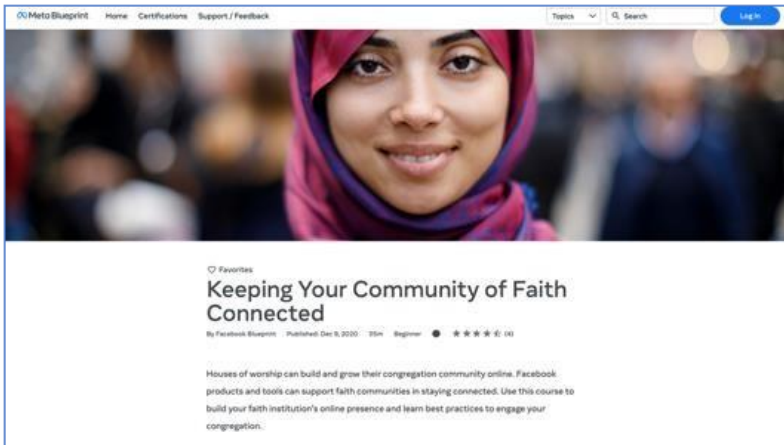 Meta Blueprint Home Certifications Support / Feedback Topics Search Log In
Favorites
Keeping Your Community of Faith
Connected
By Facebook Blueprint Published: Dec 9, 2020 35m Beginner (4)
Houses of worship can build and grow their congregation community online. Facebook
products and tools can support faith communities in staying connected. Use this course to
build your faith institution's online presence and learn best practices to engage your
congregation.